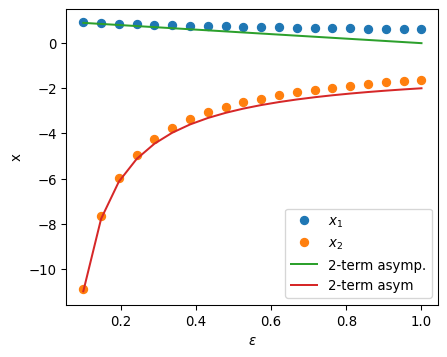 0
−2
−4
−6
−8
−10
x
0.2 0.4 0.6 0.8 1.0
ε
x₁
x₂
2-term asymp.
2-term asym